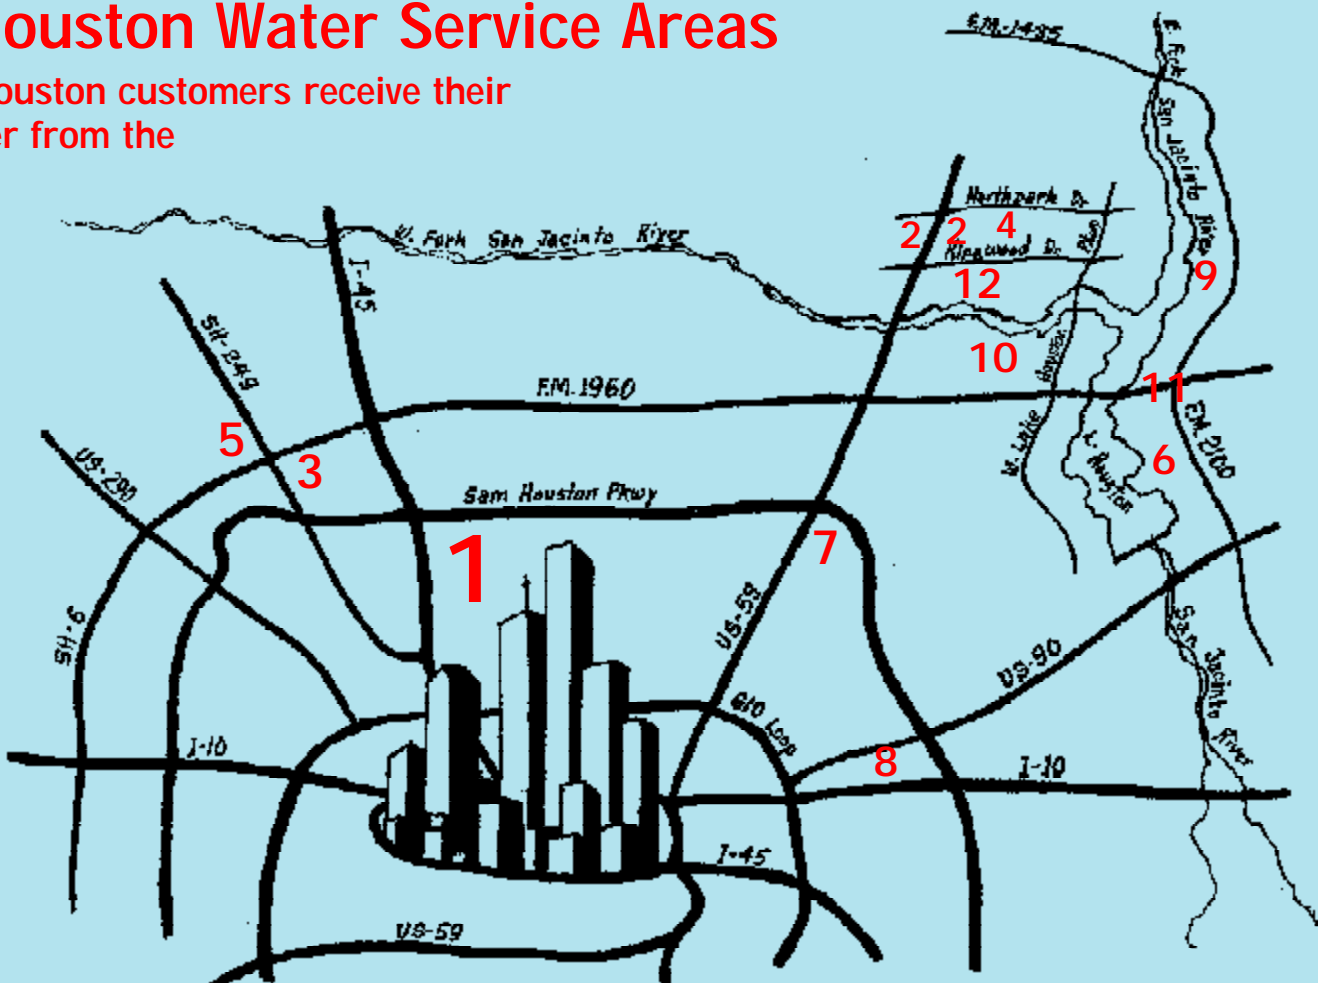 ouston Water Service Areas
ouston customers receive their
er from the
F.M.-1485
E. Fork San Jacinto River
Northpark Dr.
2 2 4
Kingwood Dr.
Pkwy
W. Fork San Jacinto River
9
12
I-45
SH-249
10
W. Lake Houston
F.M. 1960
11
5
3
US-290
L. Houston
6
F.M. 2100
Sam Houston Pkwy
1
7
US-59
SH-6
US-90
San Jacinto River
610 Loop
I-10
8
I-10
I-45
US-59